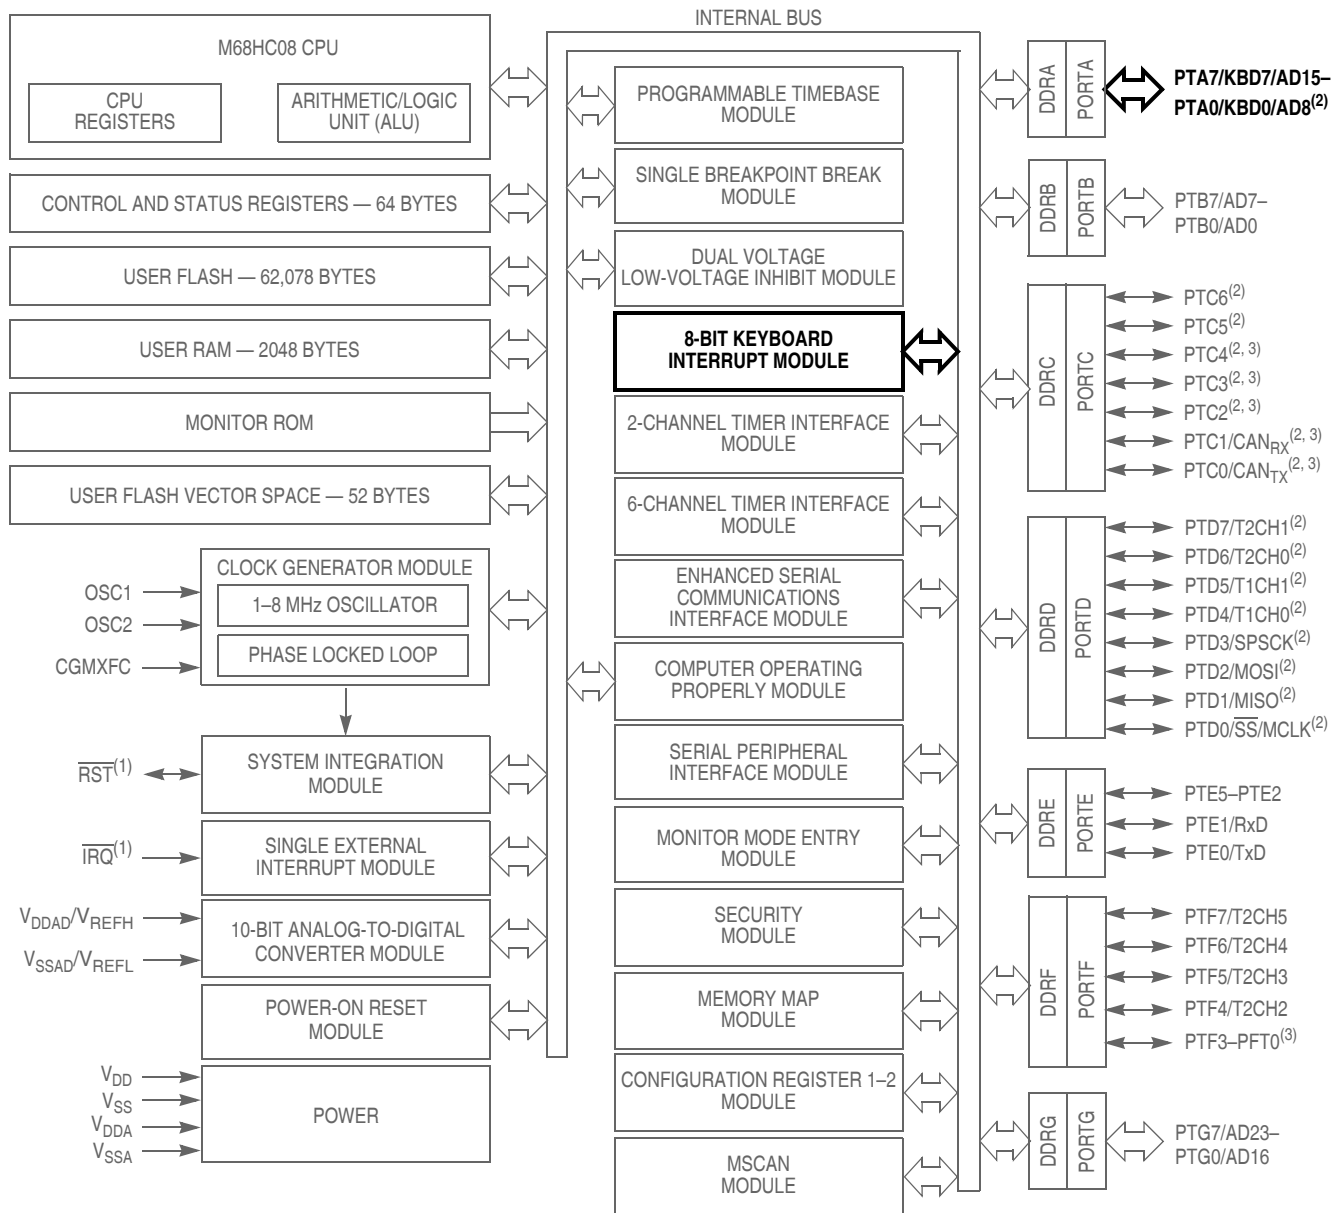 INTERNAL BUS
M68HC08 CPU
CPU
REGISTERS
ARITHMETIC/LOGIC
UNIT (ALU)
CONTROL AND STATUS REGISTERS — 64 BYTES
USER FLASH — 62,078 BYTES
USER RAM — 2048 BYTES
MONITOR ROM
USER FLASH VECTOR SPACE — 52 BYTES
CLOCK GENERATOR MODULE
1–8 MHz OSCILLATOR
PHASE LOCKED LOOP
OSC1
OSC2
CGMXFC
SYSTEM INTEGRATION
MODULE
RST(1)
SINGLE EXTERNAL
INTERRUPT MODULE
IRQ(1)
10-BIT ANALOG-TO-DIGITAL
CONVERTER MODULE
VDDAD/VREFH
VSSAD/VREFL
POWER-ON RESET
MODULE
POWER
VDD
VSS
VDDA
VSSA
PROGRAMMABLE TIMEBASE
MODULE
SINGLE BREAKPOINT BREAK
MODULE
DUAL VOLTAGE
LOW-VOLTAGE INHIBIT MODULE
8-BIT KEYBOARD
INTERRUPT MODULE
2-CHANNEL TIMER INTERFACE
MODULE
6-CHANNEL TIMER INTERFACE
MODULE
ENHANCED SERIAL
COMMUNICATIONS
INTERFACE MODULE
COMPUTER OPERATING
PROPERLY MODULE
SERIAL PERIPHERAL
INTERFACE MODULE
MONITOR MODE ENTRY
MODULE
SECURITY
MODULE
MEMORY MAP
MODULE
CONFIGURATION REGISTER 1–2
MODULE
MSCAN
MODULE
DDRA
PORTA
PTA7/KBD7/AD15–
PTA0/KBD0/AD8(2)
DDRB
PORTB
PTB7/AD7–
PTB0/AD0
DDRC
PORTC
PTC6(2)
PTC5(2)
PTC4(2, 3)
PTC3(2, 3)
PTC2(2, 3)
PTC1/CANRX(2, 3)
PTC0/CANTX(2, 3)
DDRD
PORTD
PTD7/T2CH1(2)
PTD6/T2CH0(2)
PTD5/T1CH1(2)
PTD4/T1CH0(2)
PTD3/SPSCK(2)
PTD2/MOSI(2)
PTD1/MISO(2)
PTD0/SS/MCLK(2)
DDRE
PORTE
PTE5–PTE2
PTE1/RxD
PTE0/TxD
DDRF
PORTF
PTF7/T2CH5
PTF6/T2CH4
PTF5/T2CH3
PTF4/T2CH2
PTF3–PFT0(3)
DDRG
PORTG
PTG7/AD23–
PTG0/AD16